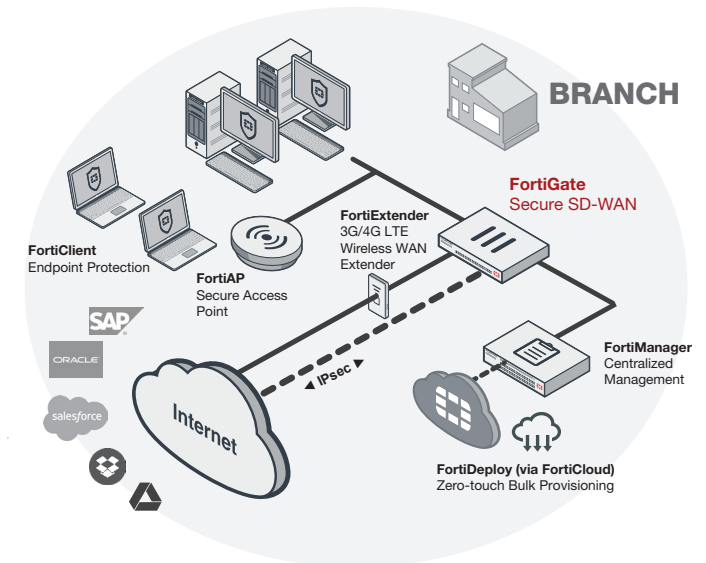 BRANCH
FortiGate
Secure SD-WAN
FortiExtender
3G/4G LTE
Wireless WAN
Extender
FortiClient
Endpoint Protection
FortiAP
Secure Access
Point
SAP
ORACLE
salesforce
Internet
IPsec
FortiManager
Centralized
Management
FortiDeploy (via FortiCloud)
Zero-touch Bulk Provisioning